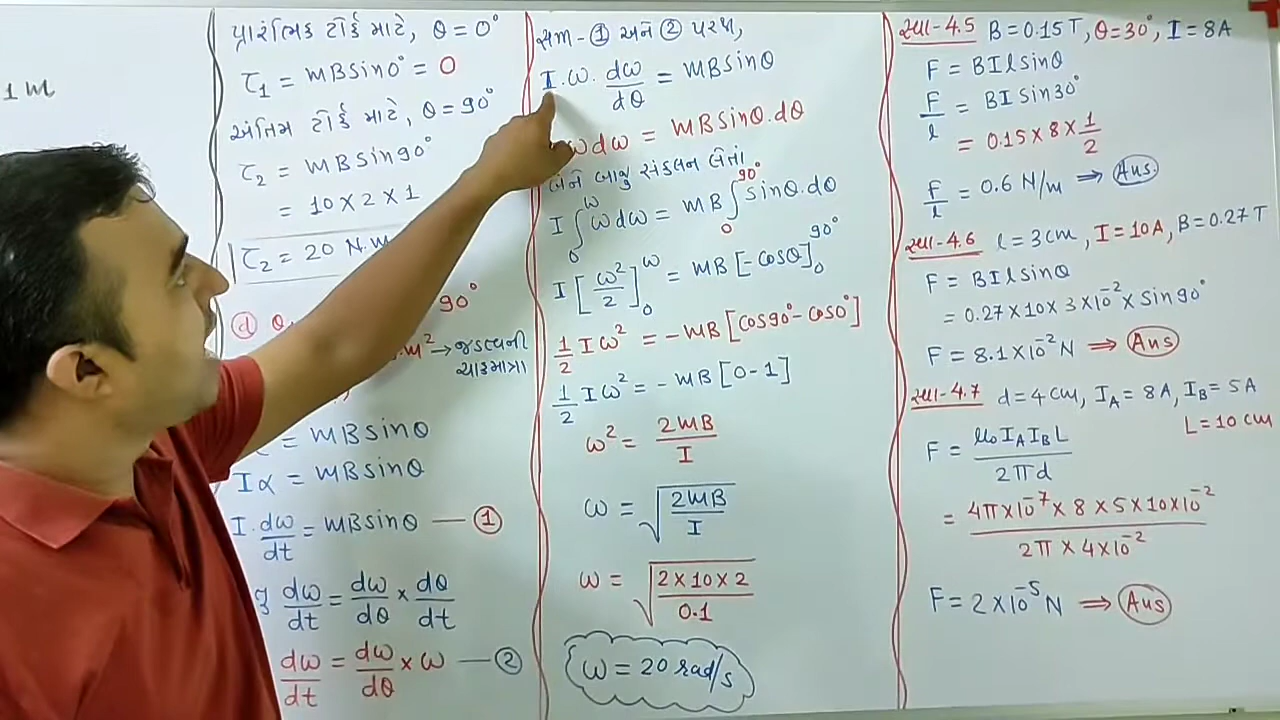 1 m
પ્રારંભિક ટૉર્ક માટે, θ = 0°
τ₁ = mB sin0° = 0
અંતિમ ટૉર્ક માટે, θ = 90°
τ₂ = mB sin90°
= 10 × 2 × 1
τ₂ = 20 N.m
ⓓ θ 90°
.m² → જડત્વની
ચાકમાત્રા
= mB sinθ
Iα = mB sinθ
I · dω/dt = mB sinθ — ①
dω/dt = dω/dθ × dθ/dt
dω/dt = dω/dθ × ω — ②
સમ - ① અને ② પરથી,
I · ω · dω/dθ = mB sinθ
ω dω = mB sinθ · dθ
બંને બાજુ સંકલન લેતાં
I ∫₀^ω ω dω = mB ∫₀^90° sinθ · dθ
I [ω²/2]₀^ω = mB [-cosθ]₀^90°
1/2 Iω² = -mB [cos90° - cos0°]
1/2 Iω² = -mB [0 - 1]
ω² = 2mB/I
ω = √(2mB/I)
ω = √(2 × 10 × 2/0.1)
ω = 20 rad/s
સ્વા-4.5 B = 0.15 T, θ = 30°, I = 8 A
F = BIl sinθ
F/l = BI sin30°
= 0.15 × 8 × 1/2
F/l = 0.6 N/m ⇒ Ans.
સ્વા-4.6 l = 3 cm, I = 10 A, B = 0.27 T
F = BIl sinθ
= 0.27 × 10 × 3 × 10⁻² × sin90°
F = 8.1 × 10⁻² N ⇒ Ans
સ્વા-4.7 d = 4 cm, I_A = 8 A, I_B = 5 A
L = 10 cm
F = μ₀ I_A I_B L/2πd
= 4π × 10⁻⁷ × 8 × 5 × 10 × 10⁻²/2π × 4 × 10⁻²
F = 2 × 10⁻⁵ N ⇒ Ans